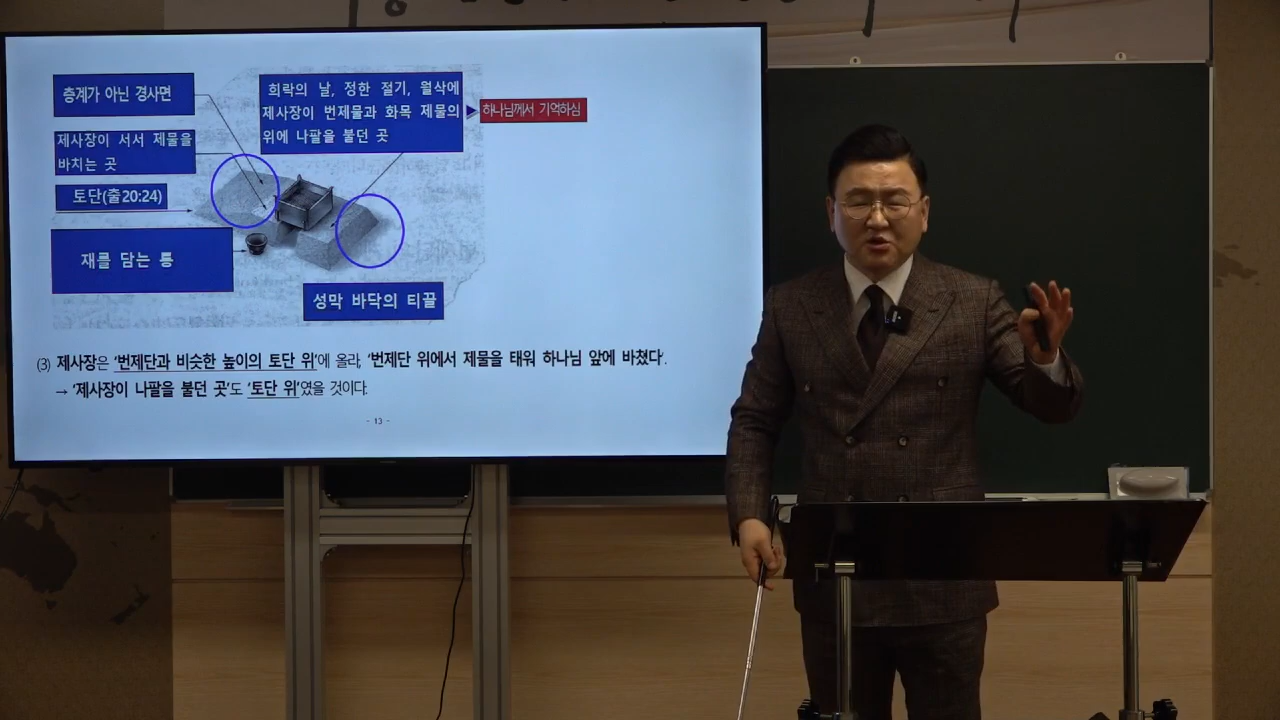 층계가 아닌 경사면
희락의 날, 정한 절기, 월삭에
제사장이 번제물과 화목 제물의
위에 나팔을 불던 곳
하나님께서 기억하심
제사장이 서서 제물을
바치는 곳
토단(출20:24)
재를 담는 통
성막 바닥의 티끌
(3) 제사장은 '번제단과 비슷한 높이의 토단 위'에 올라, '번제단 위에서 제물을 태워 하나님 앞에 바쳤다'.
→ '제사장이 나팔을 불던 곳'도 '토단 위'였을 것이다.
- 13 -